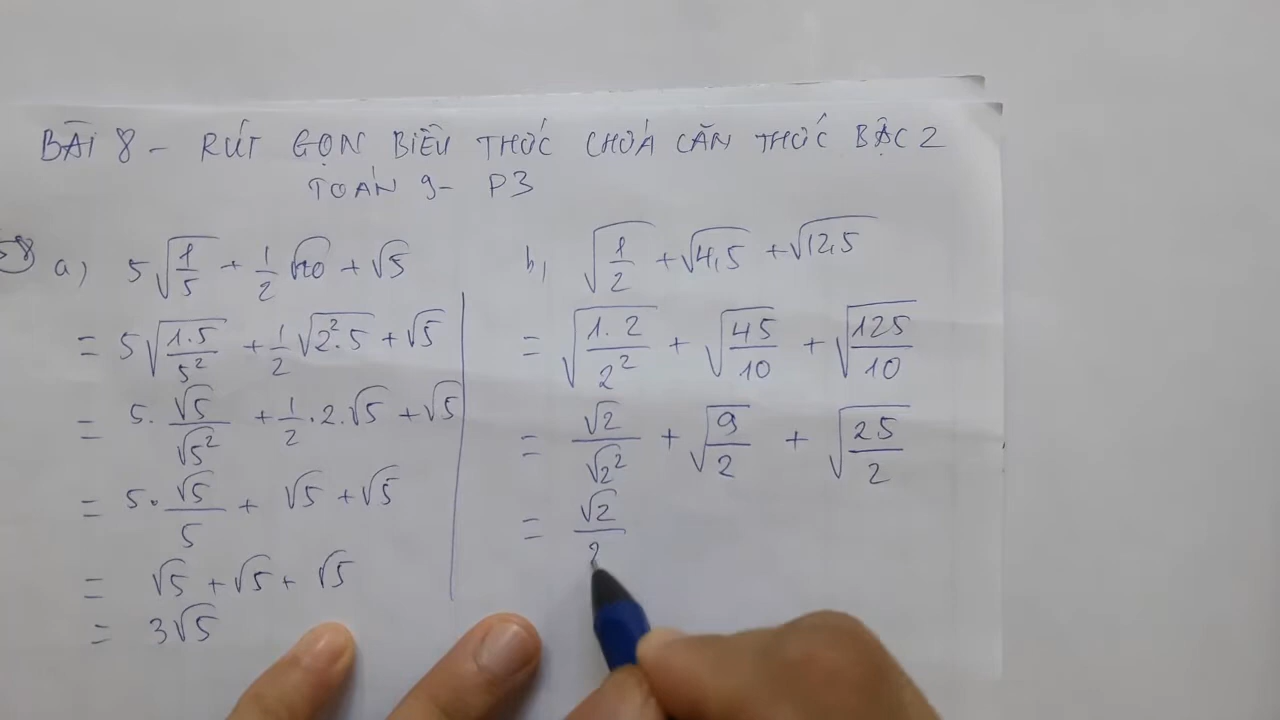 BÀI 8 - RÚT GỌN BIỂU THỨC CHỨA CĂN THỨC BẬC 2
TOÁN 9 - P3
58 a) 5√(1/5) + 1/2 √20 + √5
= 5√(1.5/5²) + 1/2 √(2².5) + √5
= 5. √5/√5² + 1/2 . 2.√5 + √5
= 5. √5/5 + √5 + √5
= √5 + √5 + √5
= 3√5
b) √(1/2) + √4,5 + √12,5
= √(1.2/2²) + √(45/10) + √(125/10)
= √2/√2² + √(9/2) + √(25/2)
= √2/2